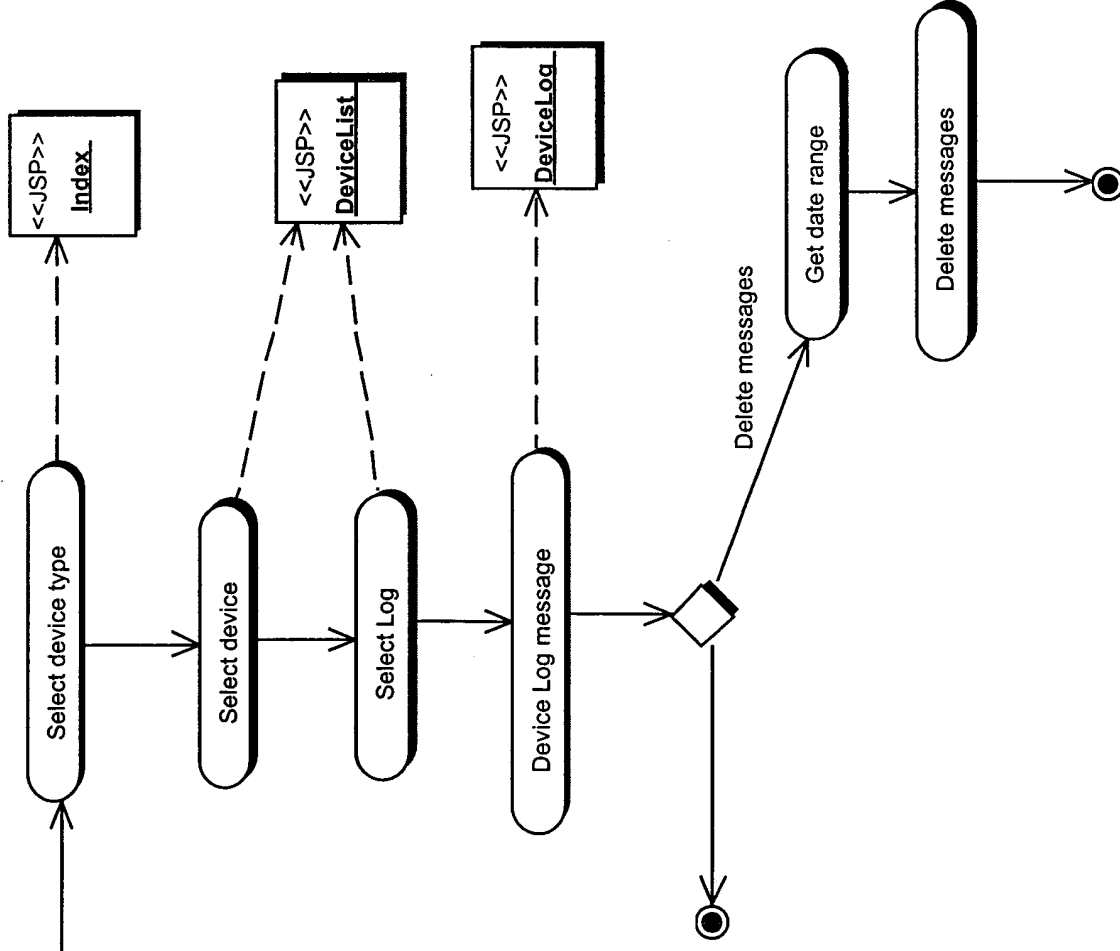 <<JSP>>
Index
Select device type
<<JSP>>
DeviceList
Select device
Select Log
<<JSP>>
DeviceLog
Device Log message
Delete messages
Get date range
Delete messages